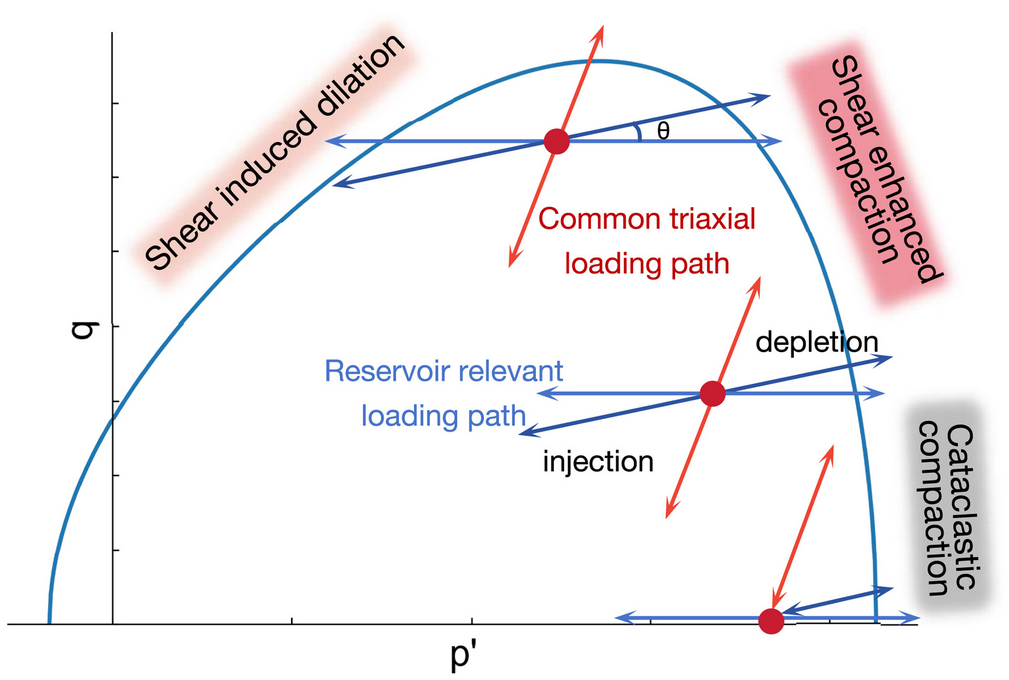 Shear induced dilation
θ
Shear enhanced
compaction
Common triaxial
loading path
q
depletion
Reservoir relevant
loading path
injection
Cataclastic
compaction
p'